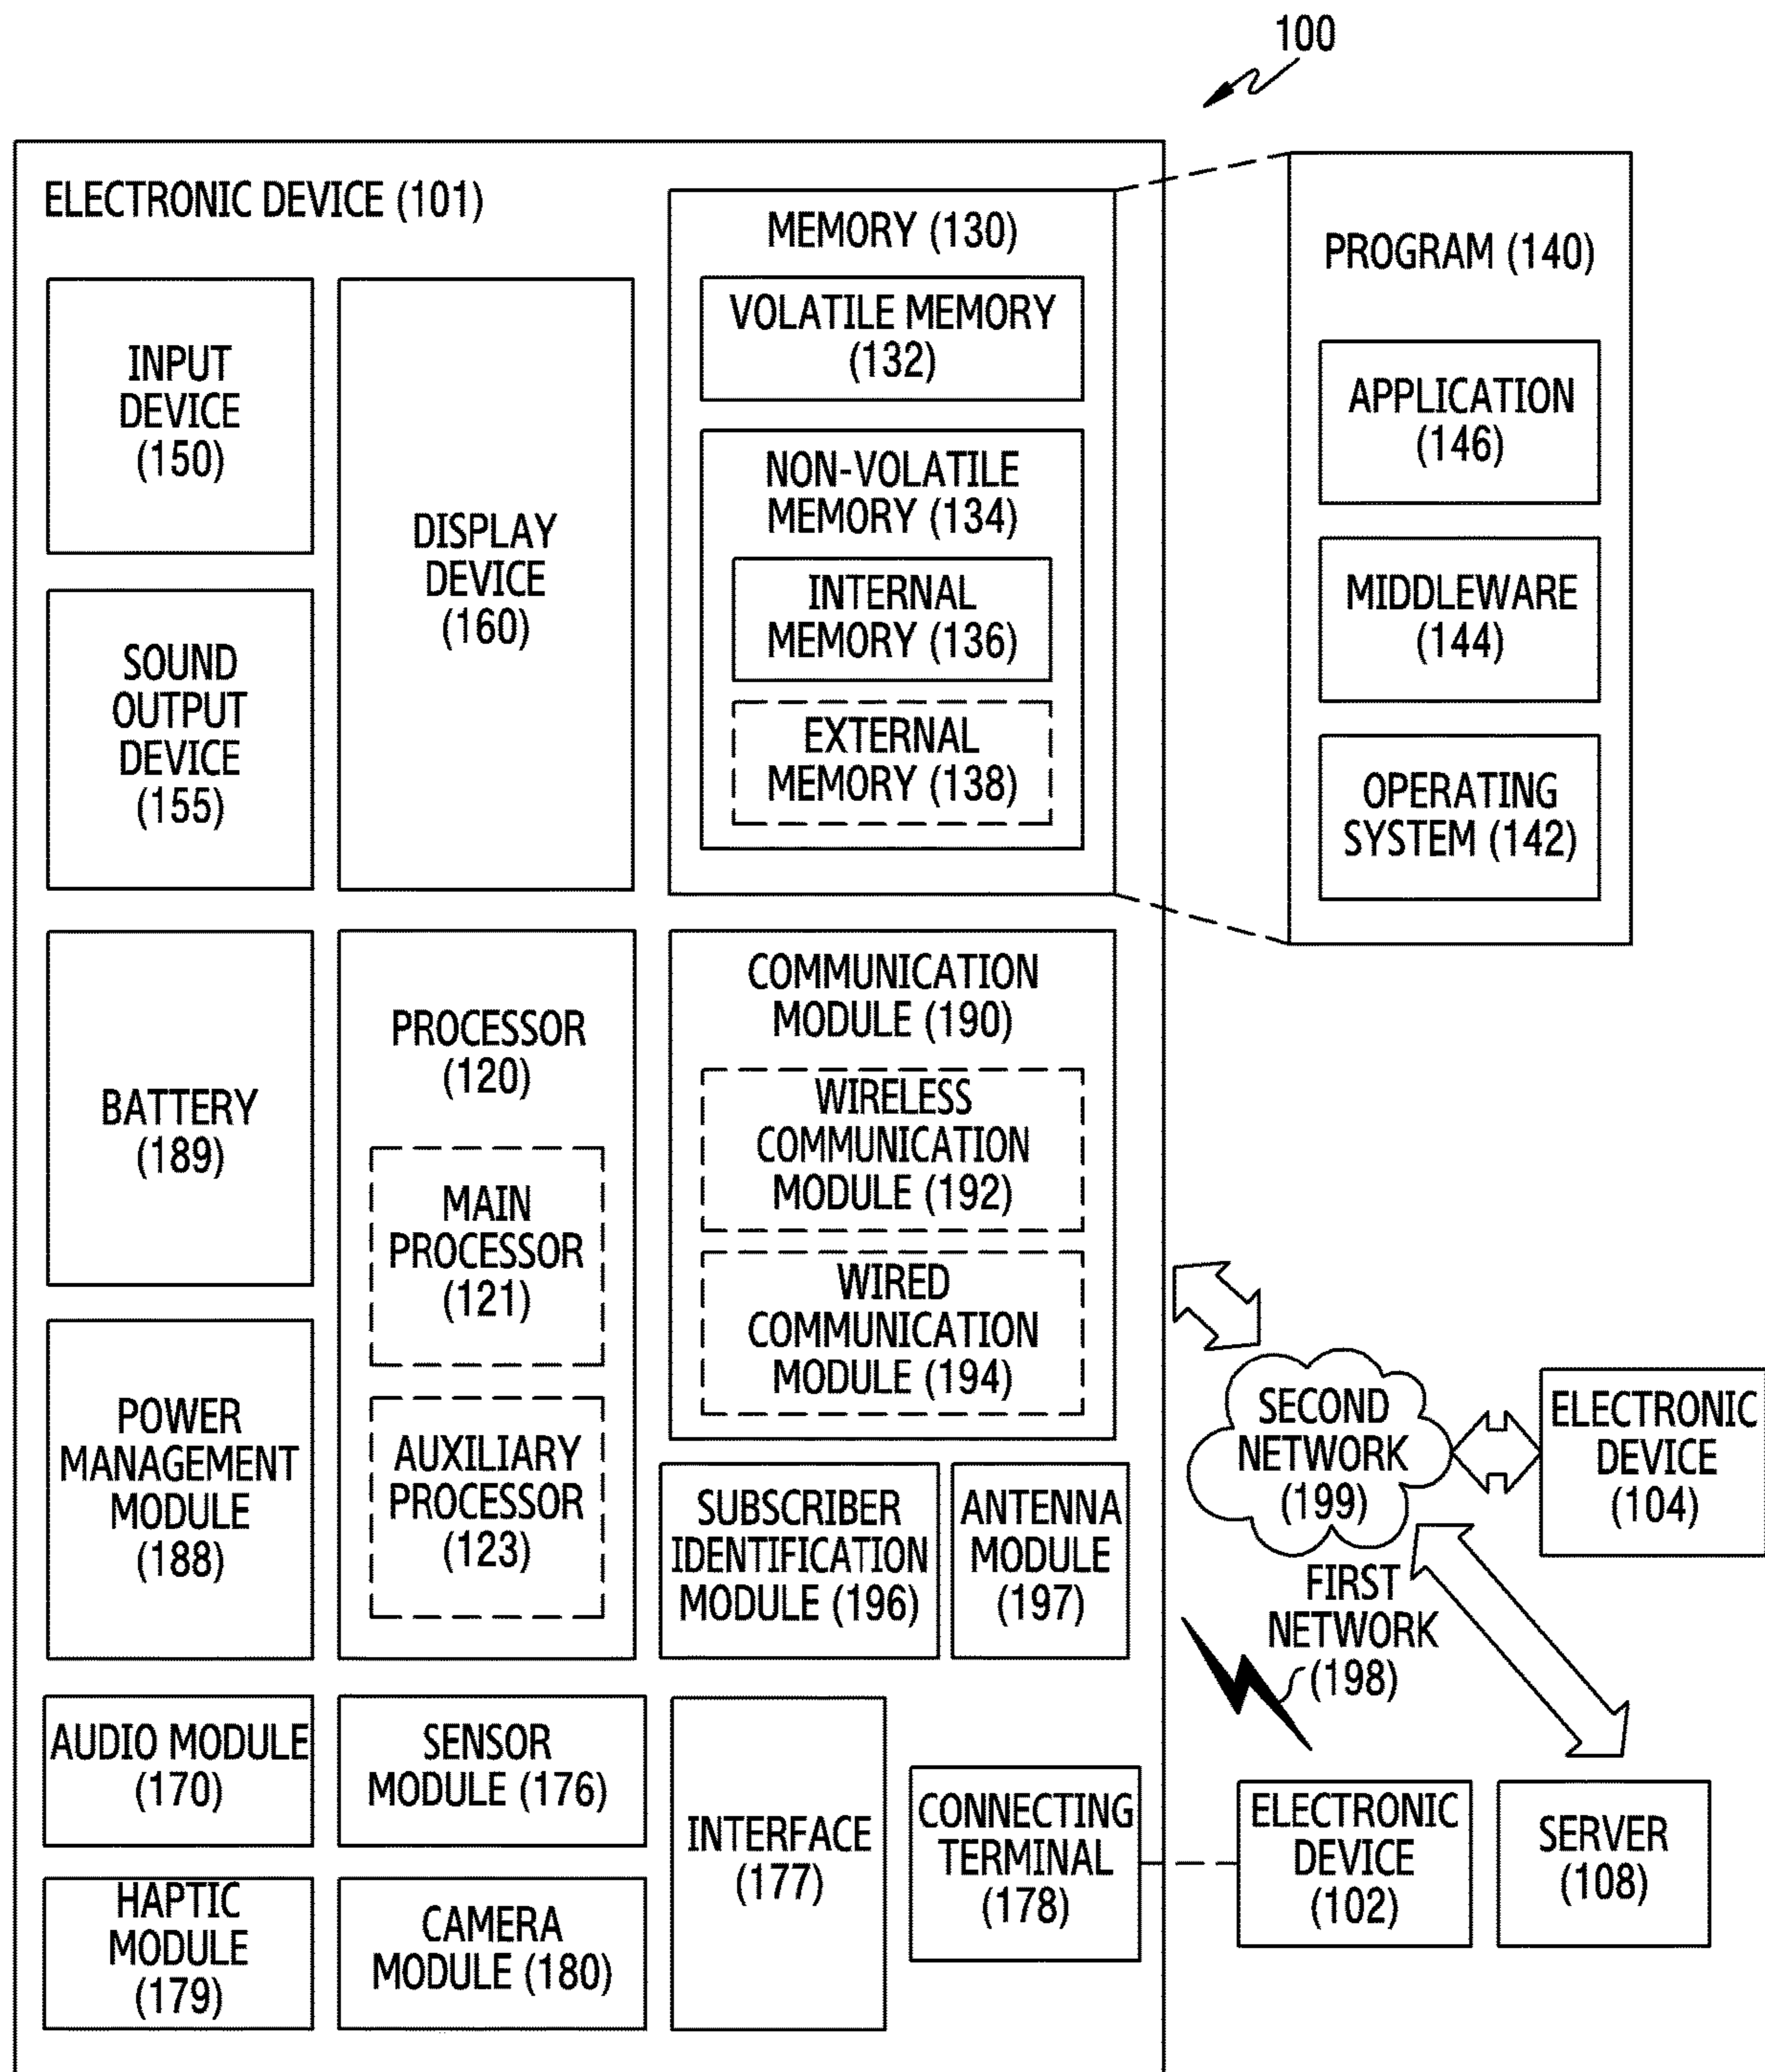 100
ELECTRONIC DEVICE (101)
INPUT
DEVICE
(150)
SOUND
OUTPUT
DEVICE
(155)
DISPLAY
DEVICE
(160)
MEMORY (130)
VOLATILE MEMORY
(132)
NON-VOLATILE
MEMORY (134)
INTERNAL
MEMORY (136)
EXTERNAL
MEMORY (138)
PROGRAM (140)
APPLICATION
(146)
MIDDLEWARE
(144)
OPERATING
SYSTEM (142)
BATTERY
(189)
POWER
MANAGEMENT
MODULE
(188)
PROCESSOR
(120)
MAIN
PROCESSOR
(121)
AUXILIARY
PROCESSOR
(123)
COMMUNICATION
MODULE (190)
WIRELESS
COMMUNICATION
MODULE (192)
WIRED
COMMUNICATION
MODULE (194)
SUBSCRIBER
IDENTIFICATION
MODULE (196)
ANTENNA
MODULE
(197)
SECOND
NETWORK
(199)
ELECTRONIC
DEVICE
(104)
FIRST
NETWORK
(198)
AUDIO MODULE
(170)
SENSOR
MODULE (176)
HAPTIC
MODULE
(179)
CAMERA
MODULE (180)
INTERFACE
(177)
CONNECTING
TERMINAL
(178)
ELECTRONIC
DEVICE
(102)
SERVER
(108)